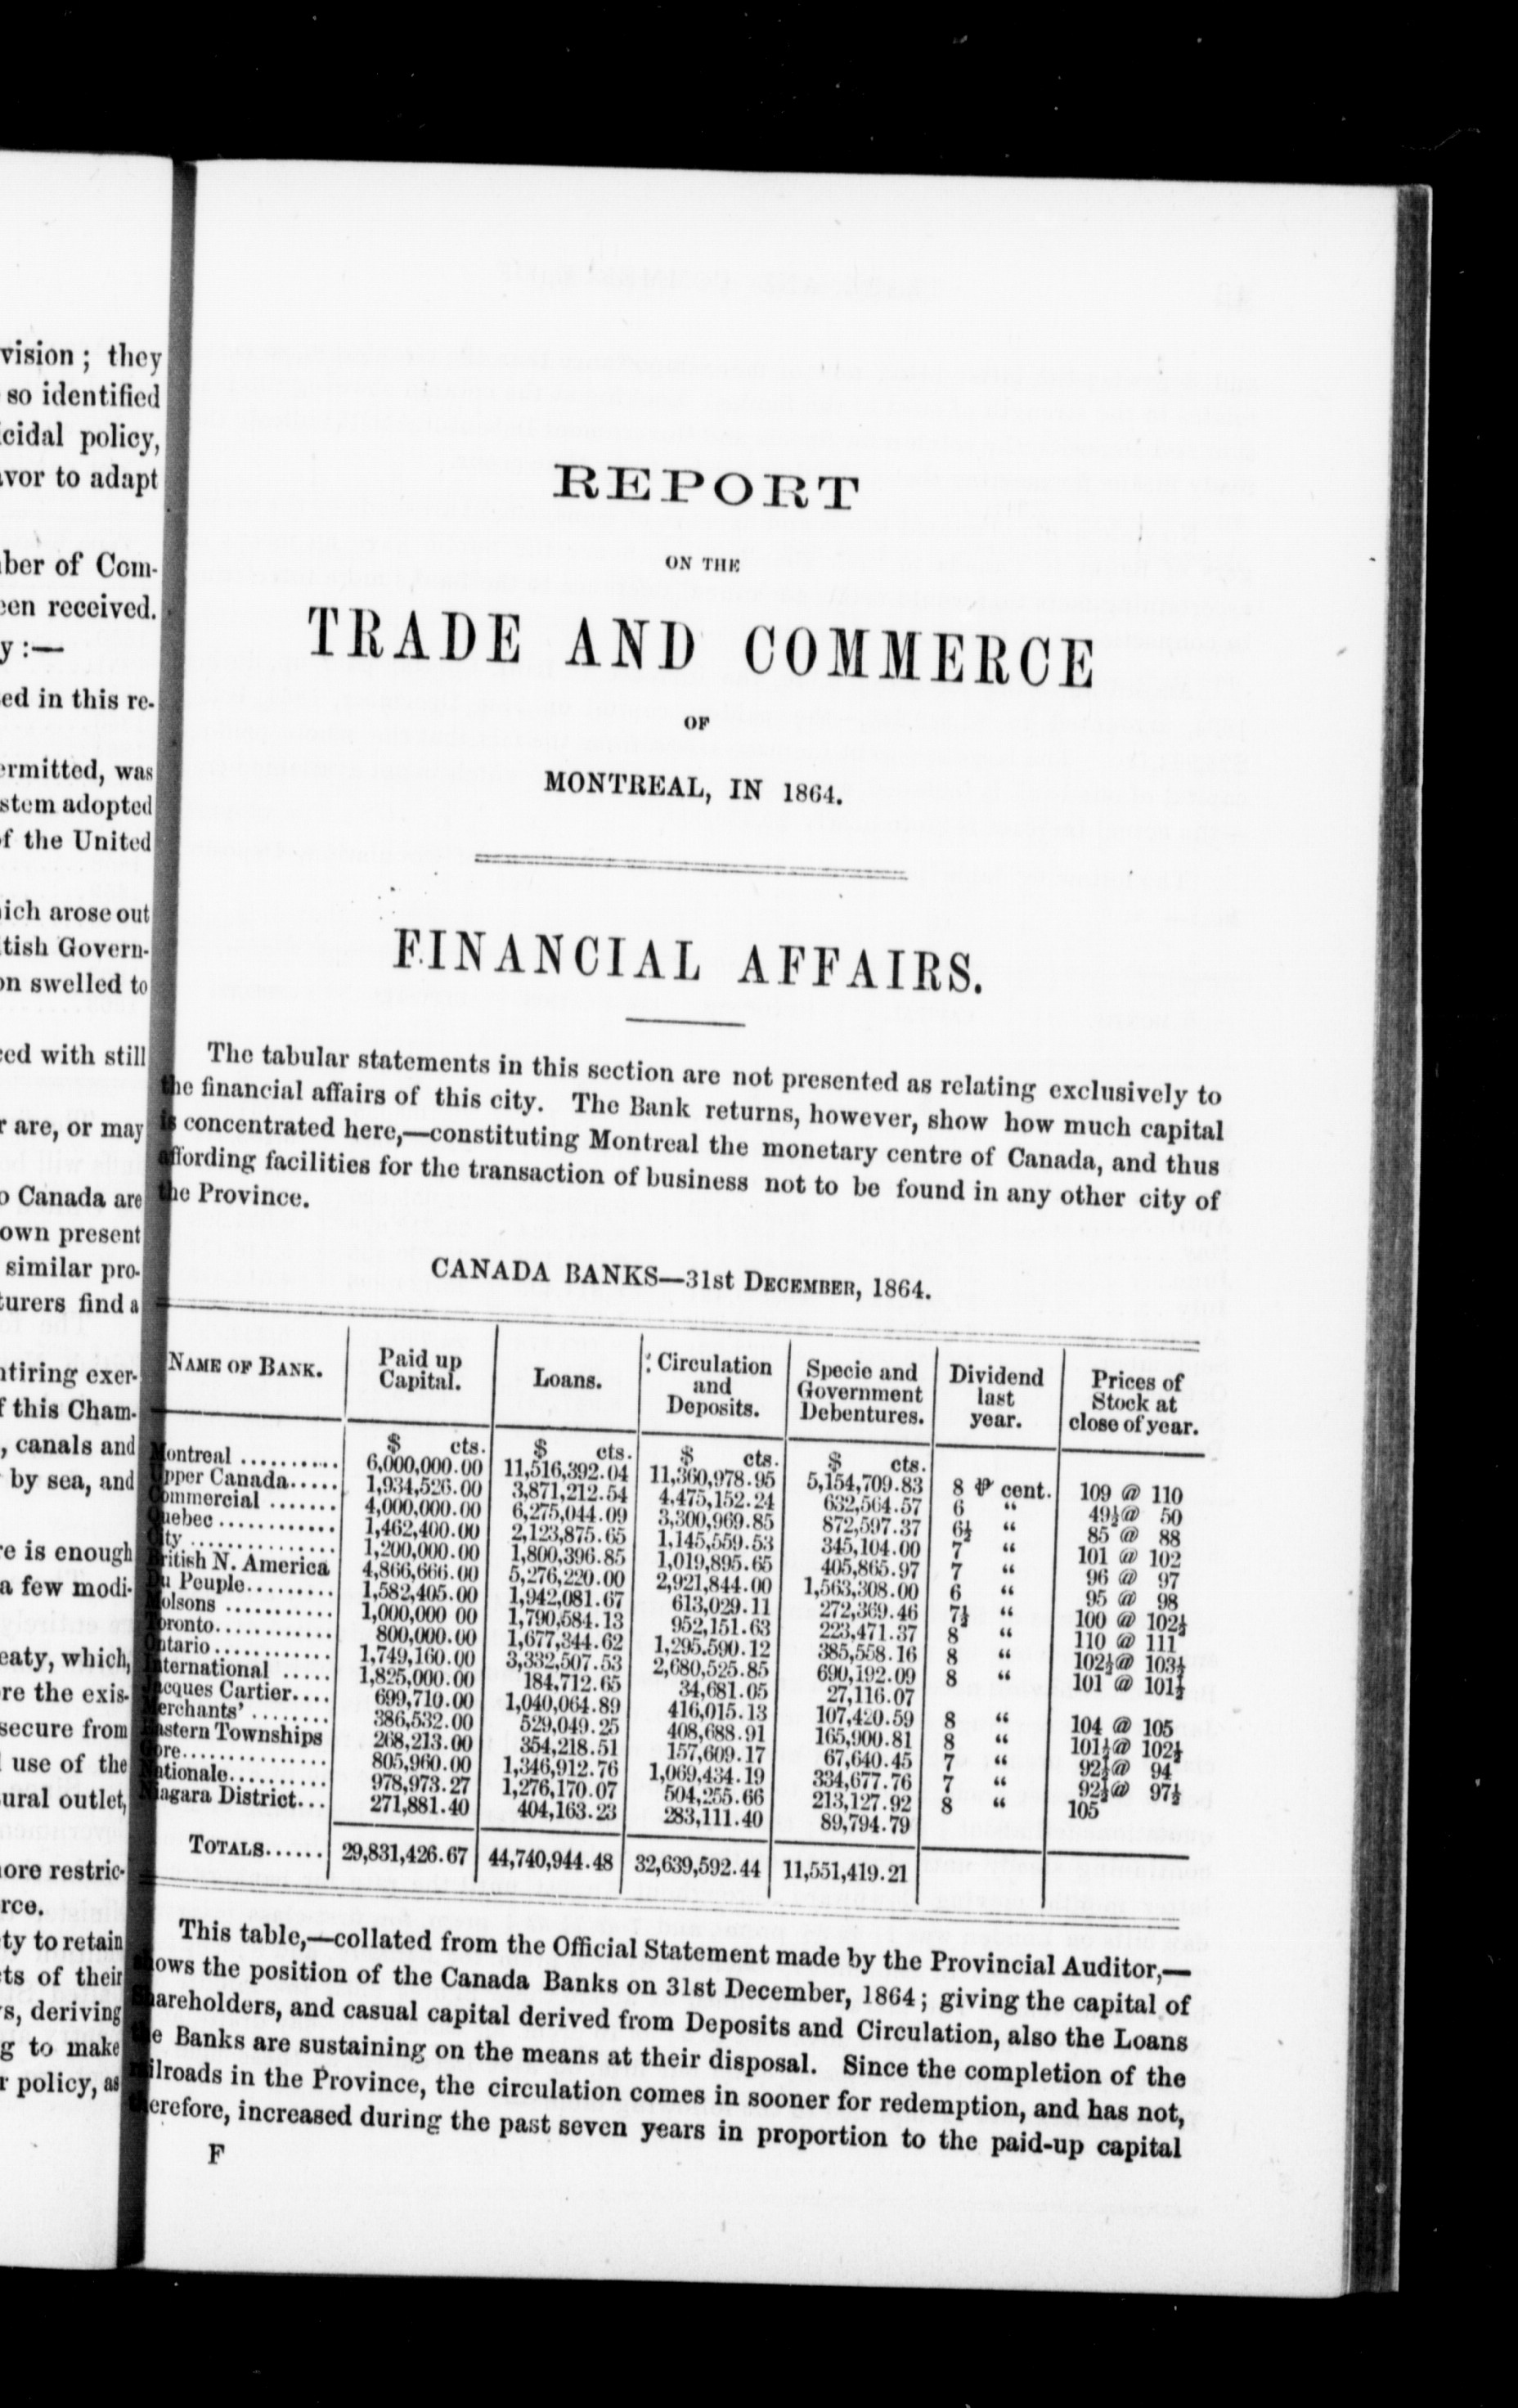 vision ; they
so identified
icidal policy,
avor to adapt
ber of Com-
een received.
y :—
ed in this re-
ermitted, was
stem adopted
of the United
ich arose out
tish Govern-
on swelled to
ced with still
r are, or may
o Canada are
own present
similar pro-
turers find a
ntiring exer-
f this Cham-
, canals and
by sea, and
re is enough
a few modi-
eaty, which,
re the exis-
secure from
use of the
ural outlet,
nore restric-
rce.
ty to retain
ts of their
s, deriving
g to make
r policy, as
REPORT
ON THE
TRADE AND COMMERCE
OF
MONTREAL, IN 1864.
FINANCIAL AFFAIRS.
The tabular statements in this section are not presented as relating exclusively to
the financial affairs of this city. The Bank returns, however, show how much capital
is concentrated here,—constituting Montreal the monetary centre of Canada, and thus
affording facilities for the transaction of business not to be found in any other city of
the Province.
CANADA BANKS—31st DECEMBER, 1864.
NAME OF BANK. | Paid up Capital. | Loans. | Circulation and Deposits. | Specie and Government Debentures. | Dividend last year. | Prices of Stock at close of year.
$ cts. | $ cts. | $ cts. | $ cts.
Montreal .......... | 6,000,000.00 | 11,516,392.04 | 11,360,978.95 | 5,154,709.83 | 8 ⅌ cent. | 109 @ 110
Upper Canada..... | 1,934,526.00 | 3,871,212.54 | 4,475,152.24 | 632,564.57 | 6 “ | 49½@ 50
Commercial ....... | 4,000,000.00 | 6,275,044.09 | 3,300,969.85 | 872,597.37 | 6½ “ | 85 @ 88
Quebec ............ | 1,462,400.00 | 2,123,875.65 | 1,145,559.53 | 345,104.00 | 7 “ | 101 @ 102
City............... | 1,200,000.00 | 1,800,396.85 | 1,019,895.65 | 405,865.97 | 7 “ | 96 @ 97
British N. America | 4,866,666.00 | 5,276,220.00 | 2,921,844.00 | 1,563,308.00 | 6 “ | 95 @ 98
Du Peuple......... | 1,582,405.00 | 1,942,081.67 | 613,029.11 | 272,369.46 | 7½ “ | 100 @ 102½
Molsons ........... | 1,000,000 00 | 1,790,584.13 | 952,151.63 | 223,471.37 | 8 “ | 110 @ 111
Toronto............ | 800,000.00 | 1,677,344.62 | 1,295.590.12 | 385,558.16 | 8 “ | 102½@ 103½
Ontario ............ | 1,749,160.00 | 3,332,507.53 | 2,680,525.85 | 690,192.09 | 8 “ | 101 @ 101½
International ..... | 1,825,000.00 | 184,712.65 | 34,681.05 | 27,116.07
Jacques Cartier.... | 699,710.00 | 1,040,064.89 | 416,015.13 | 107,420.59 | 8 “ | 104 @ 105
Merchants' ........ | 386,532.00 | 529,049.25 | 408,688.91 | 165,900.81 | 8 “ | 101½@ 102½
Eastern Townships | 268,213.00 | 354,218.51 | 157,609.17 | 67,640.45 | 7 “ | 92½@ 94
Gore............... | 805,960.00 | 1,346,912.76 | 1,069,434.19 | 334,677.76 | 7 “ | 92½@ 97½
Nationale.......... | 978,973.27 | 1,276,170.07 | 504,255.66 | 213,127.92 | 8 “ | 105
Niagara District... | 271,881.40 | 404,163.23 | 283,111.40 | 89,794.79
TOTALS...... | 29,831,426.67 | 44,740,944.48 | 32,639,592.44 | 11,551,419.21
This table,—collated from the Official Statement made by the Provincial Auditor,—
shows the position of the Canada Banks on 31st December, 1864; giving the capital of
Shareholders, and casual capital derived from Deposits and Circulation, also the Loans
the Banks are sustaining on the means at their disposal. Since the completion of the
railroads in the Province, the circulation comes in sooner for redemption, and has not,
therefore, increased during the past seven years in proportion to the paid-up capital
F